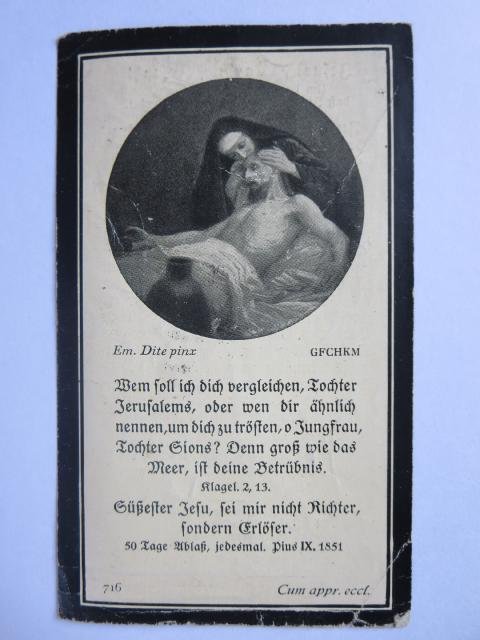 Em. Dite pinx
GFCHKM
Wem soll ich dich vergleichen, Tochter
Jerusalems, oder wen dir ähnlich
nennen, um dich zu trösten, o Jungfrau,
Tochter Sions? Denn groß wie das
Meer, ist deine Betrübnis.
Klagel. 2, 13.
Süßester Jesu, sei mir nicht Richter,
sondern Erlöser.
50 Tage Ablaß, jedesmal. Pius IX. 1851
716
Cum appr. eccl.